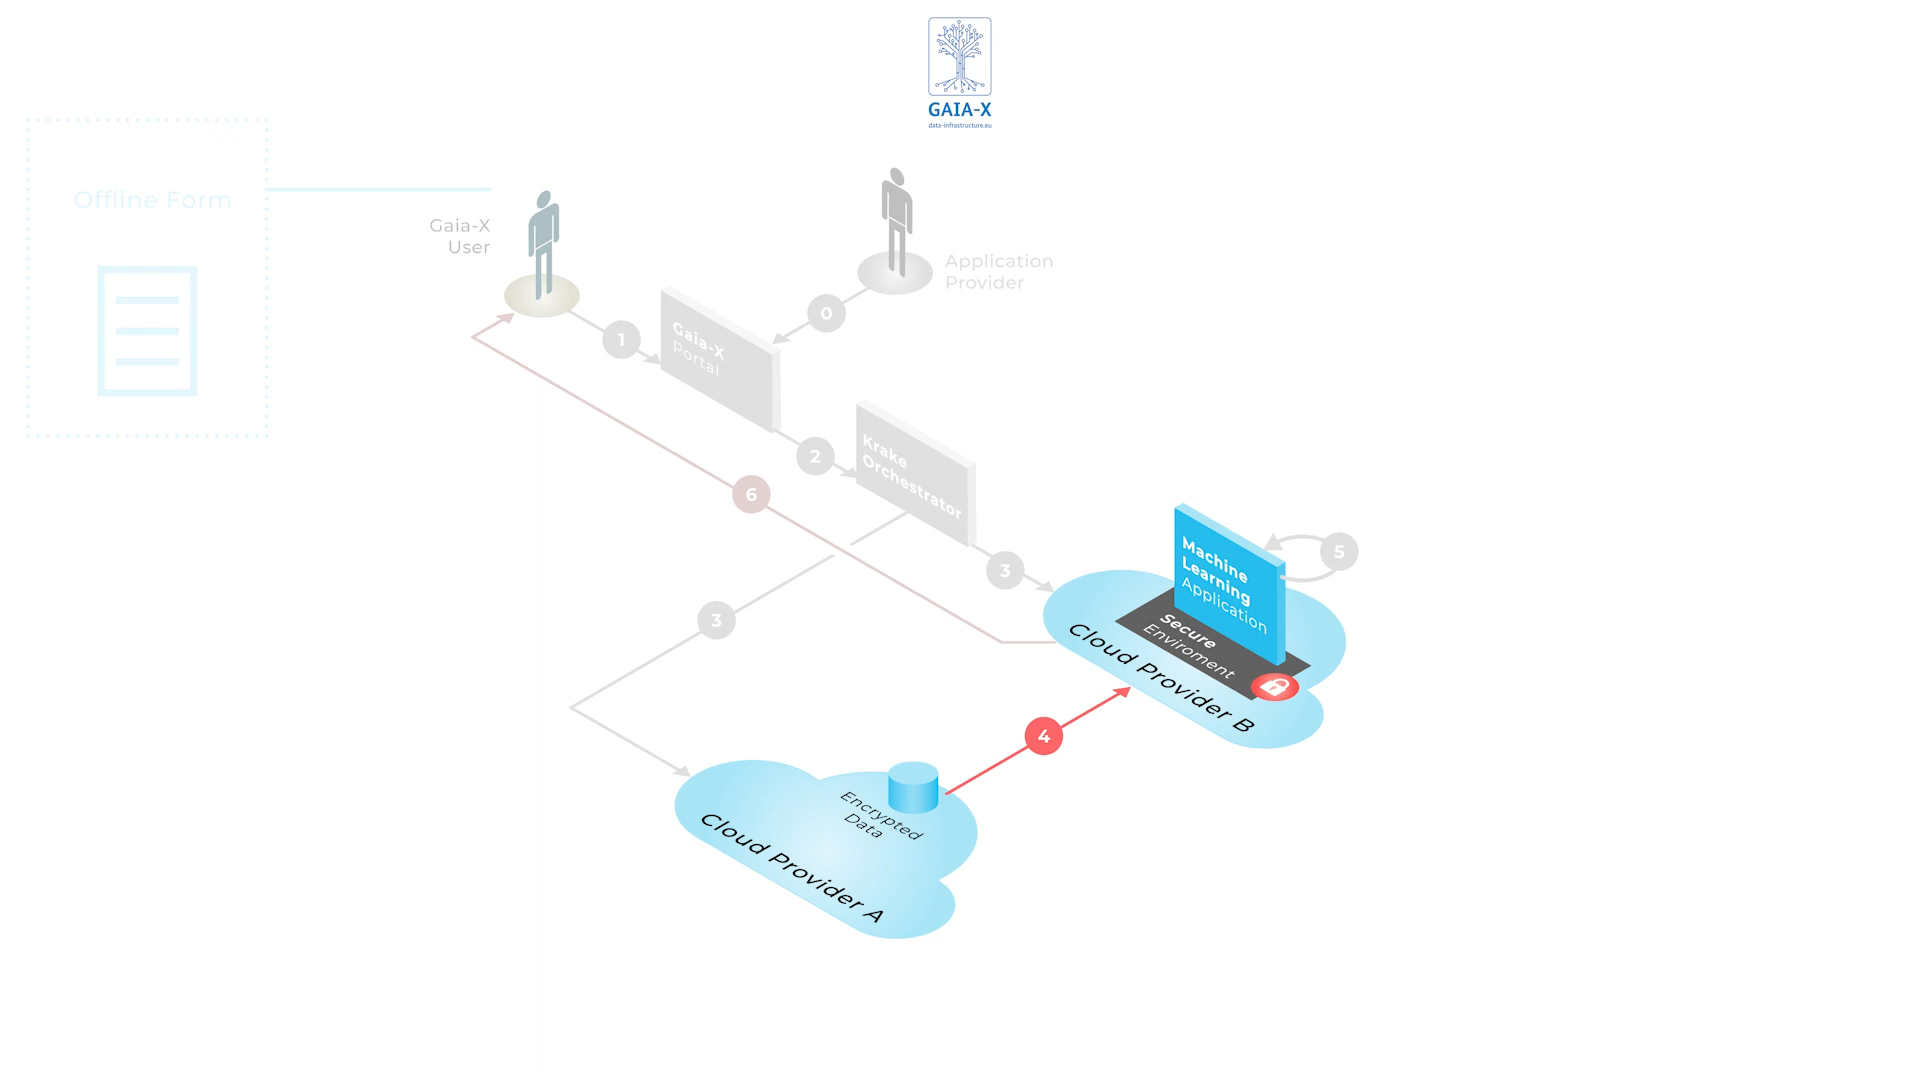 GAIA-X
data-infrastructure.eu
Offline Form
Gaia-X
User
Application
Provider
0
1
Gaia-X
Portal
2
Krake
Orchestrator
6
3
5
Machine
Learning
Application
Secure
Enviroment
Cloud Provider B
3
4
Encrypted
Data
Cloud Provider A